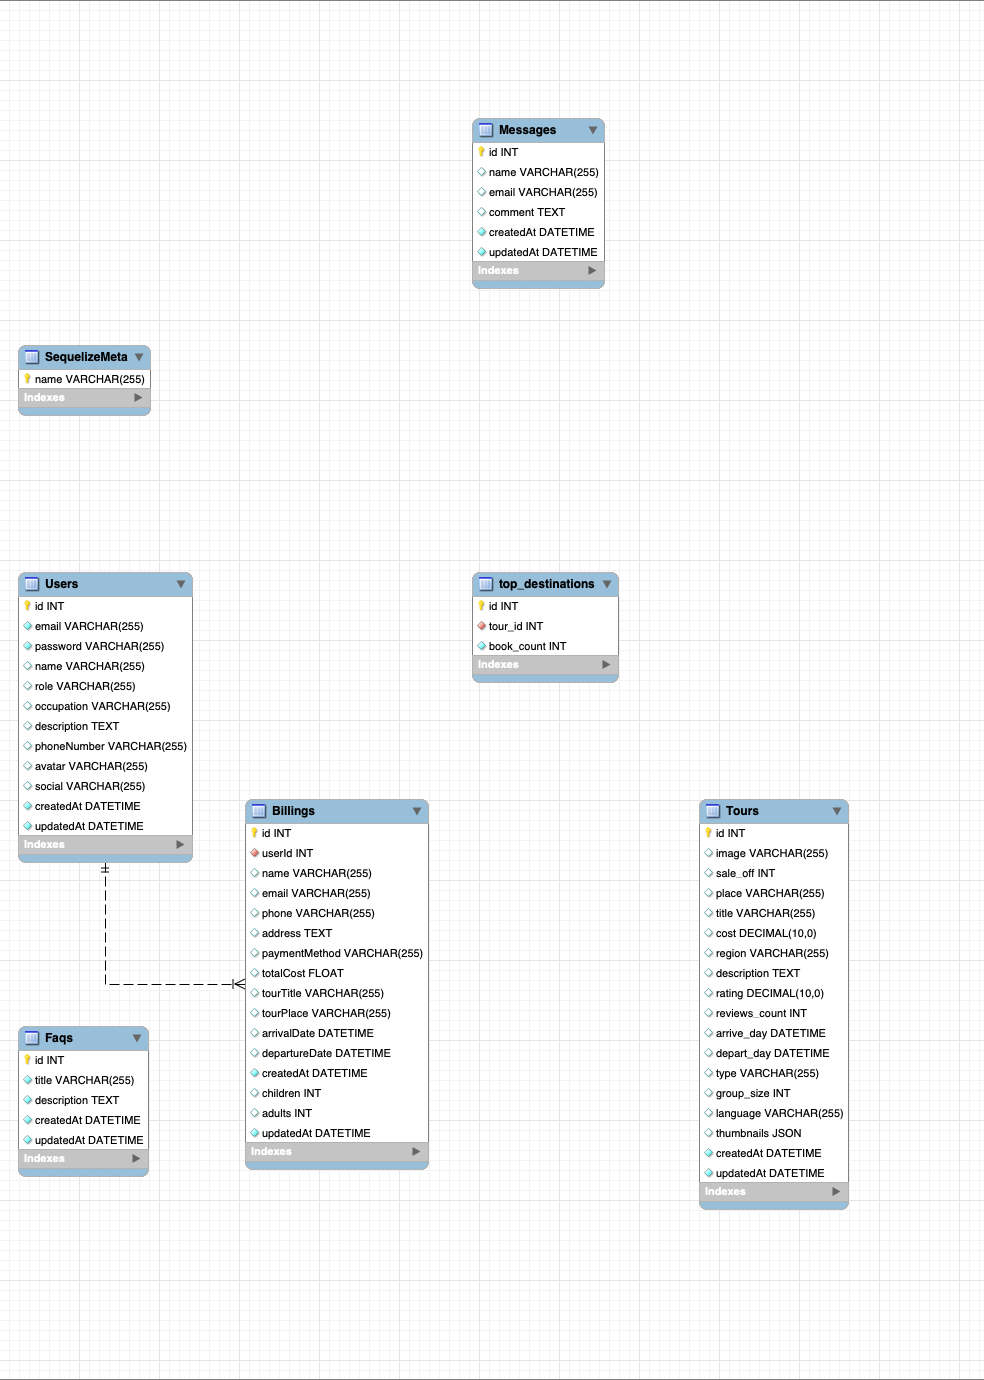 Messages
id INT
name VARCHAR(255)
email VARCHAR(255)
comment TEXT
createdAt DATETIME
updatedAt DATETIME
Indexes
SequelizeMeta
name VARCHAR(255)
Indexes
Users
id INT
email VARCHAR(255)
password VARCHAR(255)
name VARCHAR(255)
role VARCHAR(255)
occupation VARCHAR(255)
description TEXT
phoneNumber VARCHAR(255)
avatar VARCHAR(255)
social VARCHAR(255)
createdAt DATETIME
updatedAt DATETIME
Indexes
top_destinations
id INT
tour_id INT
book_count INT
Indexes
Billings
id INT
userId INT
name VARCHAR(255)
email VARCHAR(255)
phone VARCHAR(255)
address TEXT
paymentMethod VARCHAR(255)
totalCost FLOAT
tourTitle VARCHAR(255)
tourPlace VARCHAR(255)
arrivalDate DATETIME
departureDate DATETIME
createdAt DATETIME
children INT
adults INT
updatedAt DATETIME
Indexes
Tours
id INT
image VARCHAR(255)
sale_off INT
place VARCHAR(255)
title VARCHAR(255)
cost DECIMAL(10,0)
region VARCHAR(255)
description TEXT
rating DECIMAL(10,0)
reviews_count INT
arrive_day DATETIME
depart_day DATETIME
type VARCHAR(255)
group_size INT
language VARCHAR(255)
thumbnails JSON
createdAt DATETIME
updatedAt DATETIME
Indexes
Faqs
id INT
title VARCHAR(255)
description TEXT
createdAt DATETIME
updatedAt DATETIME
Indexes